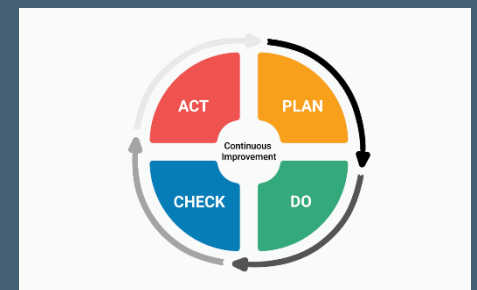 ACT
PLAN
Continuous
Improvement
CHECK
DO